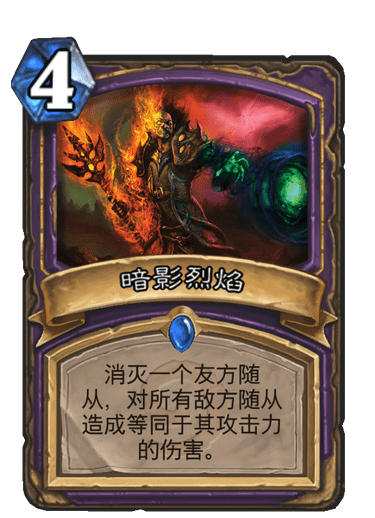 4
暗影烈焰
消灭一个友方随
从，对所有敌方随从
造成等同于其攻击力
的伤害。